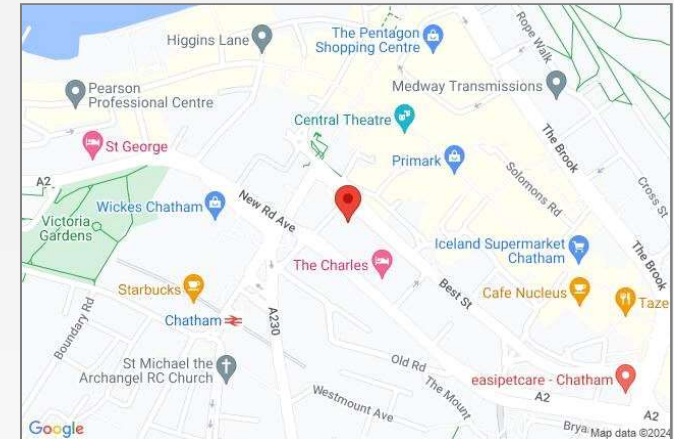 Higgins Lane
The Pentagon
Shopping Centre
Rope Walk
Pearson
Professional Centre
Medway Transmissions
Central Theatre
St George
The Brook
Primark
A2
Solomons Rd
Cross St
Wickes Chatham
New Rd Ave
Victoria
Gardens
Iceland Supermarket
Chatham
The Brook
The Charles
Starbucks
Best St
Cafe Nucleus
Taze
Boundary Rd
Chatham
A230
St Michael the
Archangel RC Church
Old Rd
easipetcare - Chatham
The Mount
Westmount Ave
A2
A2
Google
Brya
Map data ©2024